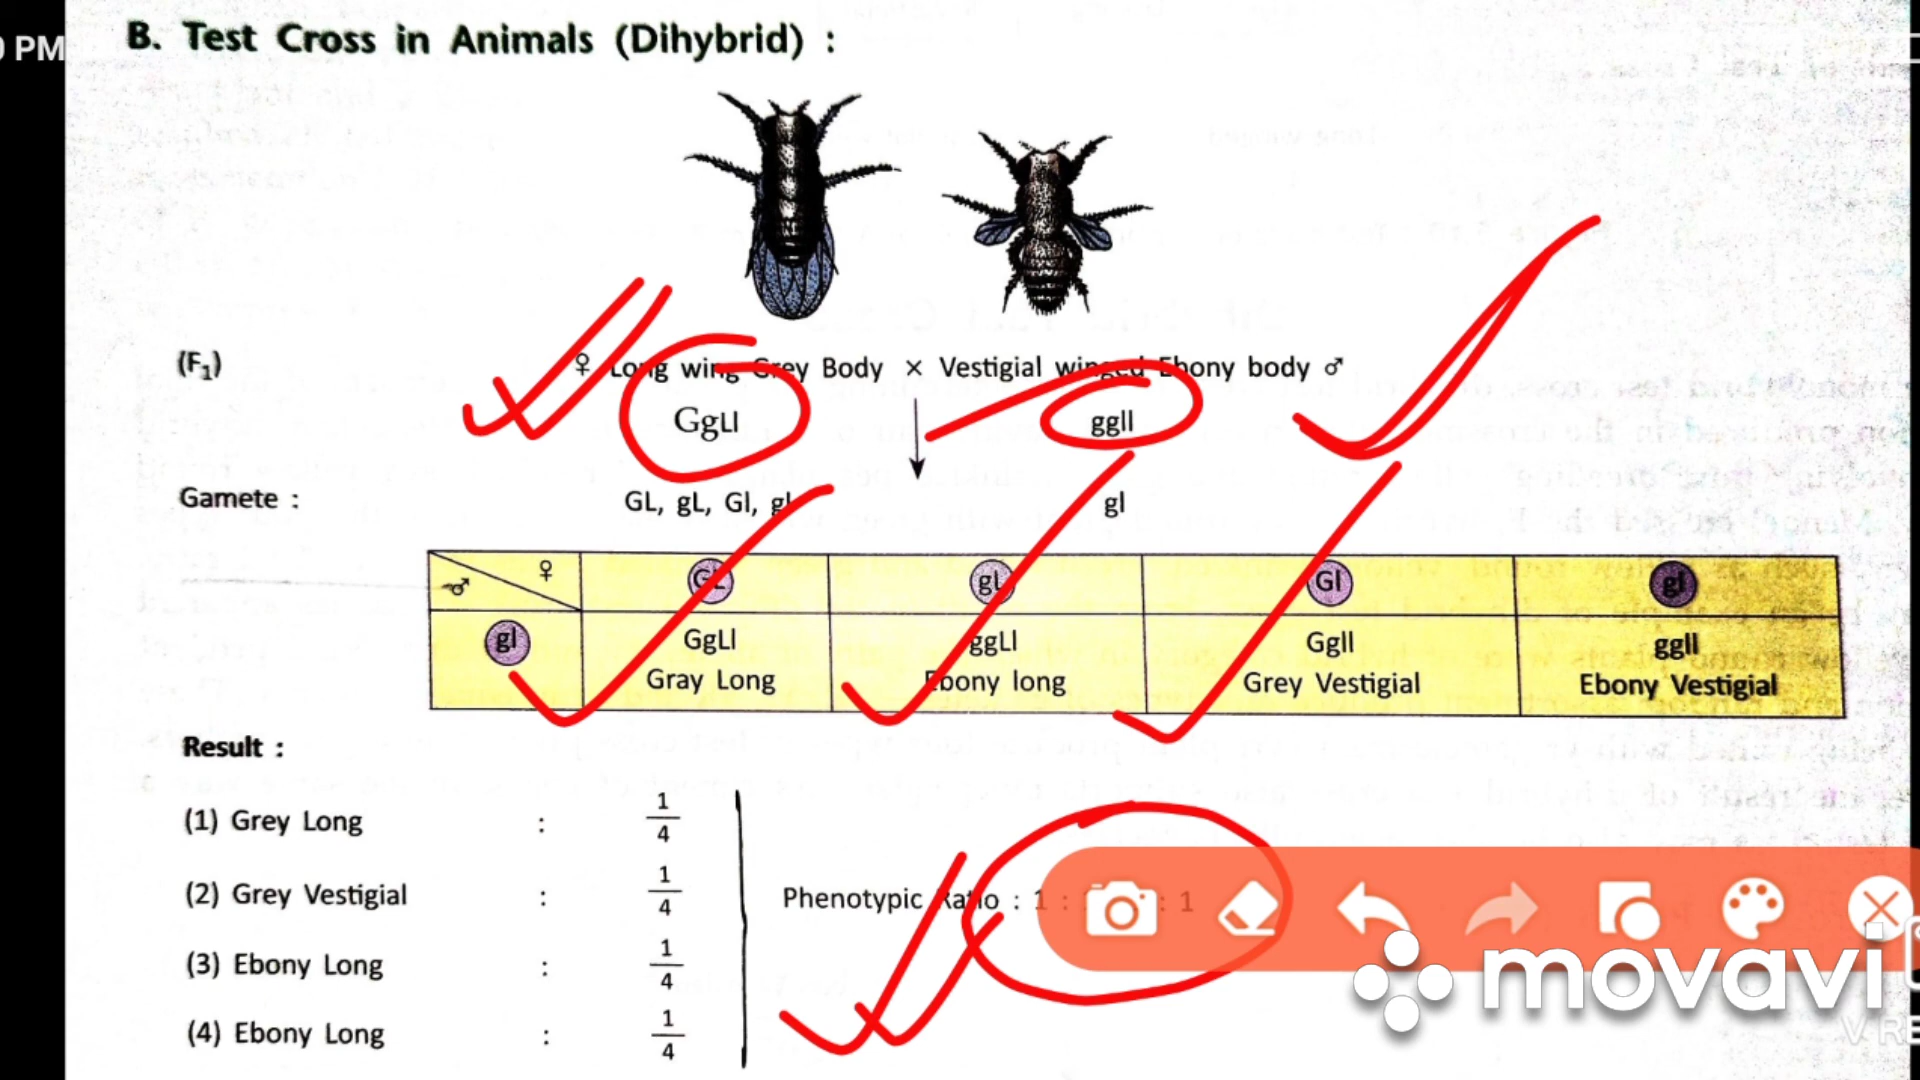 0 PM
B. Test Cross in Animals (Dihybrid) :
(F1)
♀ Long wing Grey Body × Vestigial winged Ebony body ♂
GgLl ggll
Gamete : GL, gL, Gl, gl gl
♂ ♀ GL gL Gl gl
gl GgLl ggLl Ggll ggll
Gray Long Ebony long Grey Vestigial Ebony Vestigial
Result :
(1) Grey Long : 1/4
(2) Grey Vestigial : 1/4
Phenotypic Ratio : 1 : : 1
(3) Ebony Long : 1/4
(4) Ebony Long : 1/4
movavi
V RE